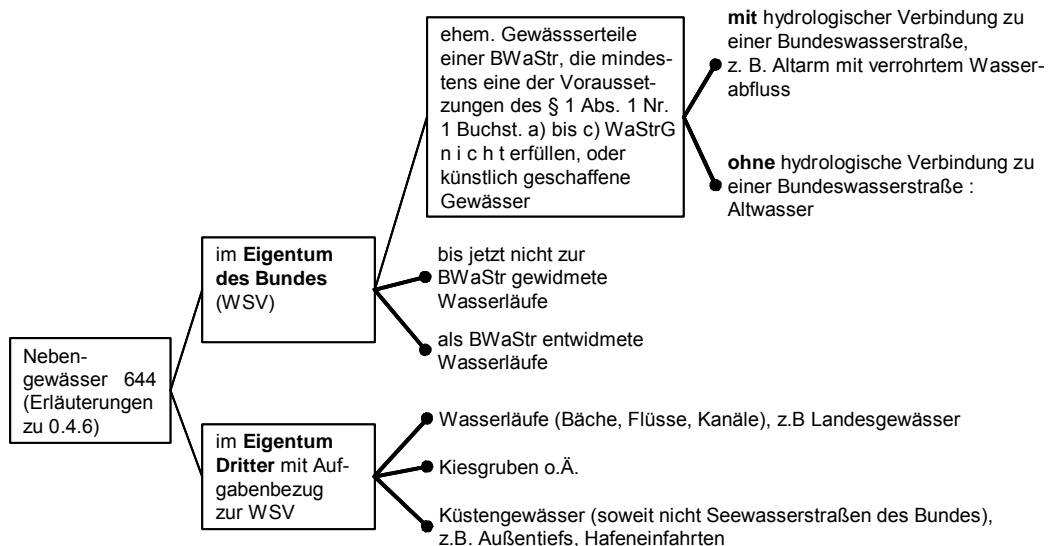 Neben-
gewässer 644
(Erläuterungen
zu 0.4.6)
im Eigentum
des Bundes
(WSV)
ehem. Gewässserteile
einer BWaStr, die mindes-
tens eine der Vorausset-
zungen des § 1 Abs. 1 Nr.
1 Buchst. a) bis c) WaStrG
n i c h t erfüllen, oder
künstlich geschaffene
Gewässer
mit hydrologischer Verbindung zu
einer Bundeswasserstraße,
z. B. Altarm mit verrohrtem Wasser-
abfluss
ohne hydrologische Verbindung zu
einer Bundeswasserstraße :
Altwasser
bis jetzt nicht zur
BWaStr gewidmete
Wasserläufe
als BWaStr entwidmete
Wasserläufe
im Eigentum
Dritter mit Auf-
gabenbezug
zur WSV
Wasserläufe (Bäche, Flüsse, Kanäle), z.B Landesgewässer
Kiesgruben o.Ä.
Küstengewässer (soweit nicht Seewasserstraßen des Bundes),
z.B. Außentiefs, Hafeneinfahrten